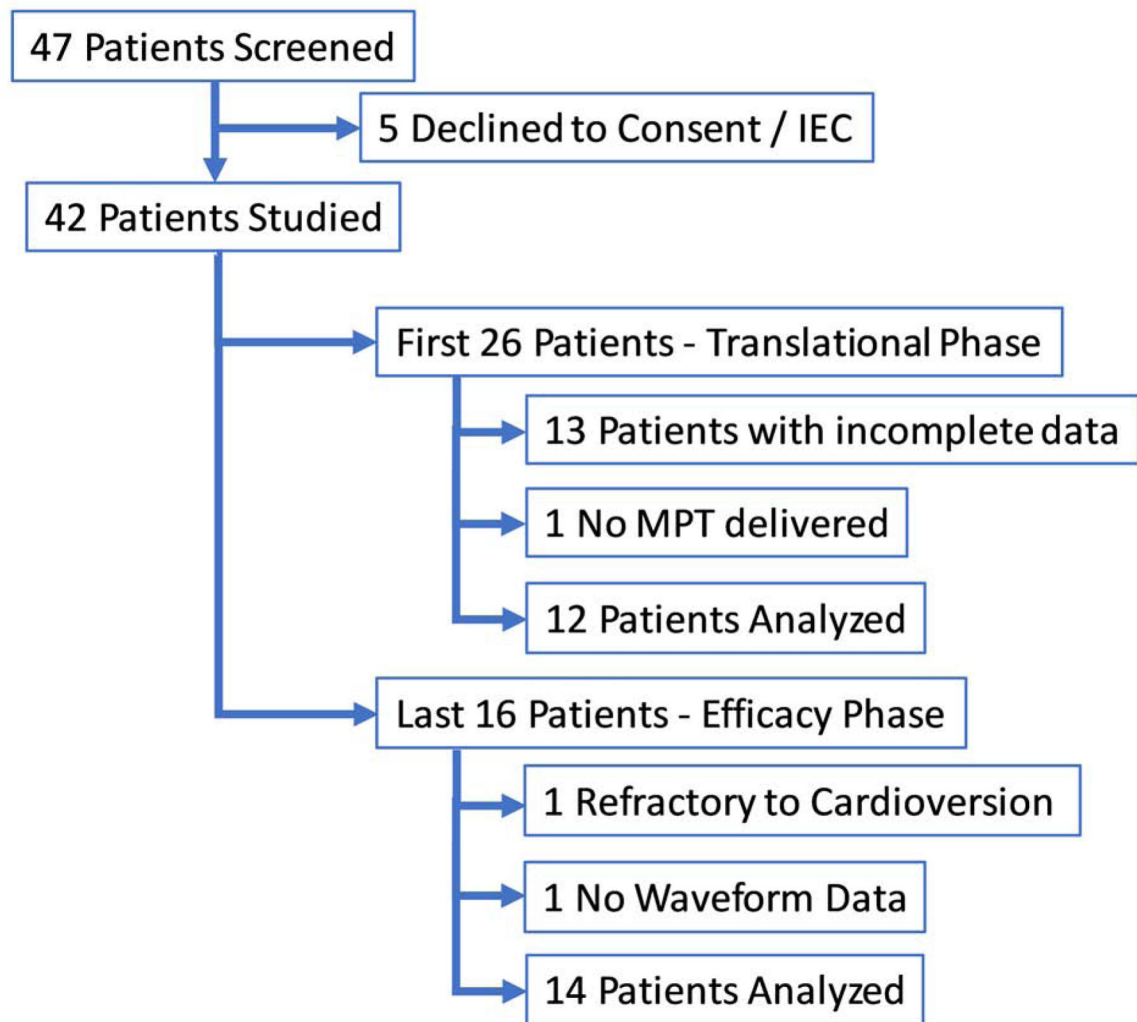 47 Patients Screened
5 Declined to Consent / IEC
42 Patients Studied
First 26 Patients - Translational Phase
13 Patients with incomplete data
1 No MPT delivered
12 Patients Analyzed
Last 16 Patients - Efficacy Phase
1 Refractory to Cardioversion
1 No Waveform Data
14 Patients Analyzed